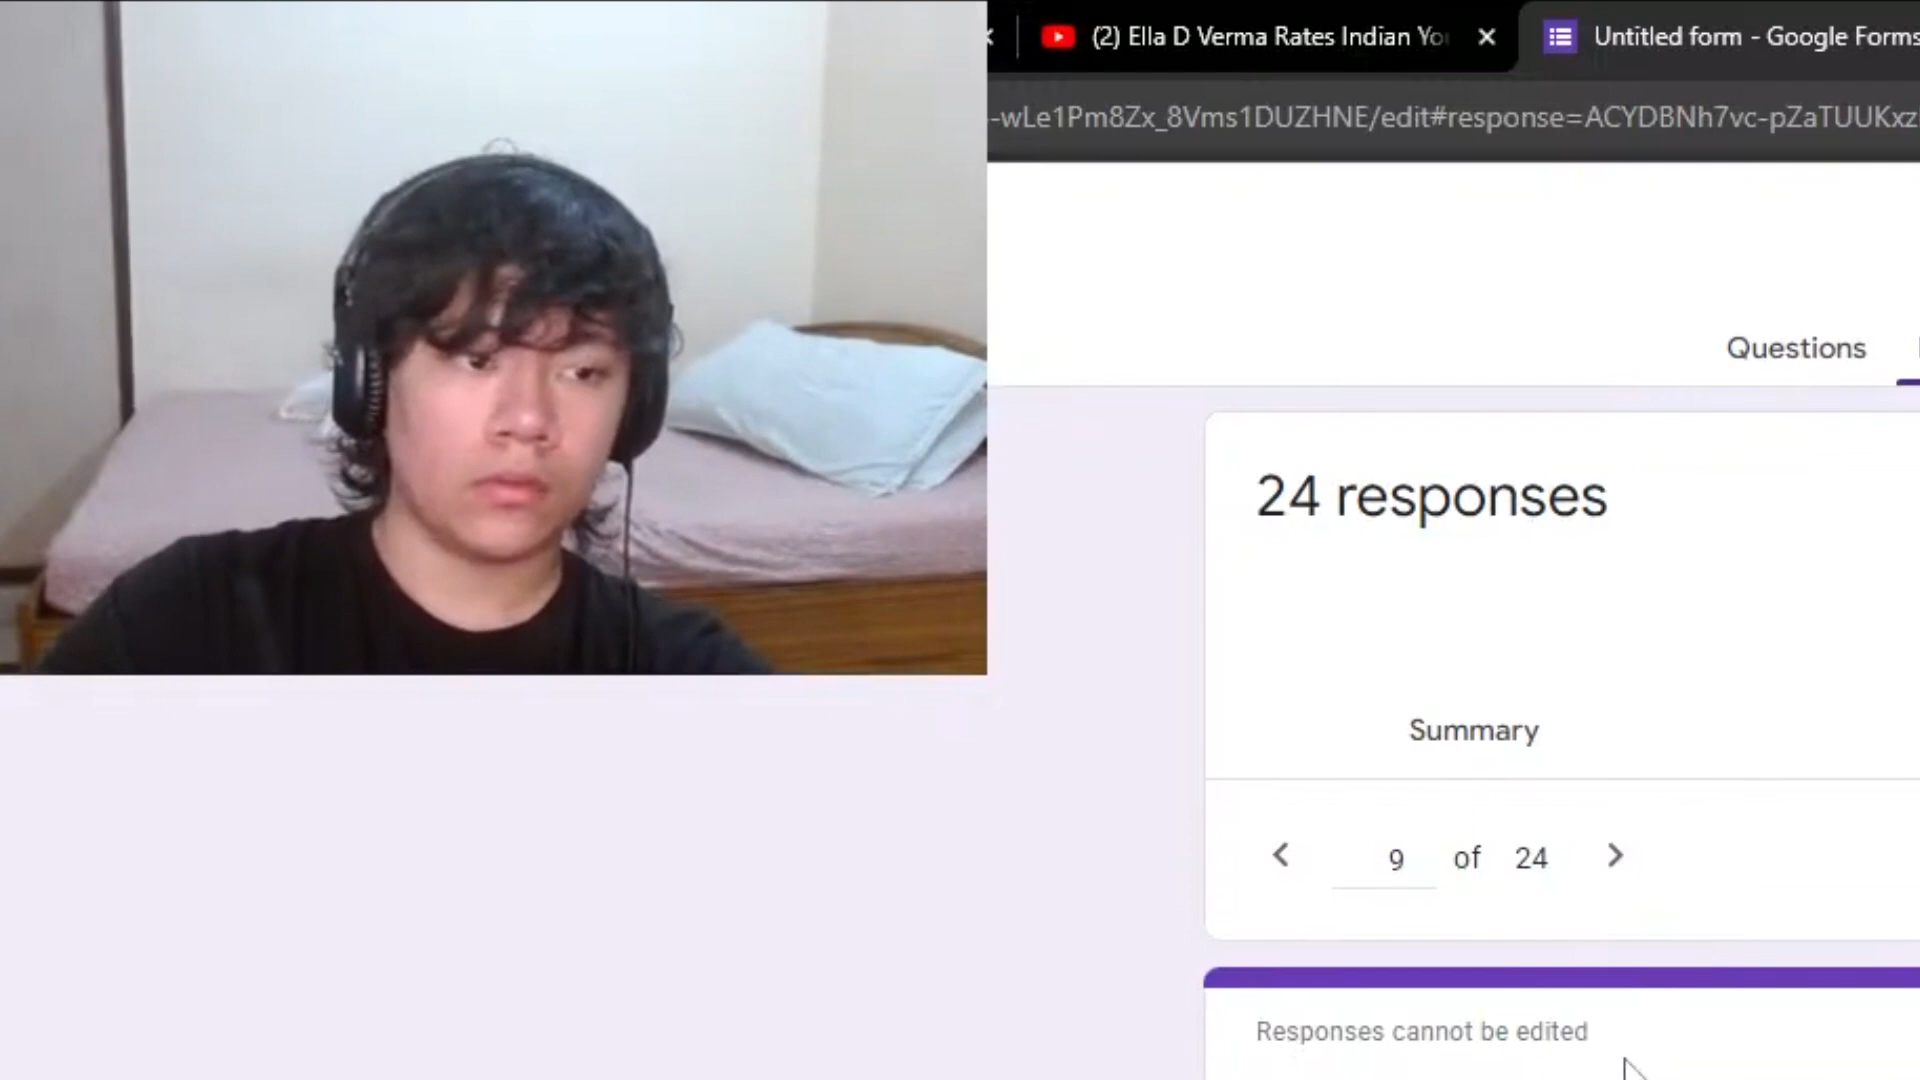 (2) Ella D Verma Rates Indian You
Untitled form - Google Forms
-wLe1Pm8Zx_8Vms1DUZHNE/edit#response=ACYDBNh7vc-pZaTUUKxz
Questions
24 responses
Summary
9 of 24
Responses cannot be edited